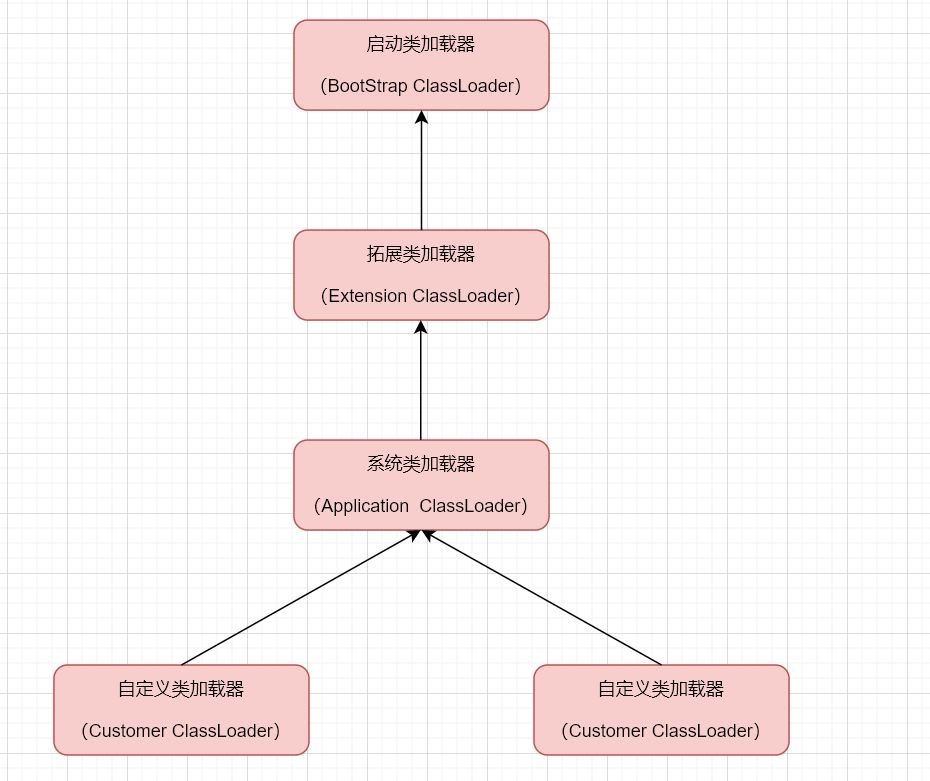 启动类加载器
（BootStrap ClassLoader）
拓展类加载器
（Extension ClassLoader）
系统类加载器
（Application  ClassLoader）
自定义类加载器
（Customer ClassLoader）
自定义类加载器
（Customer ClassLoader）